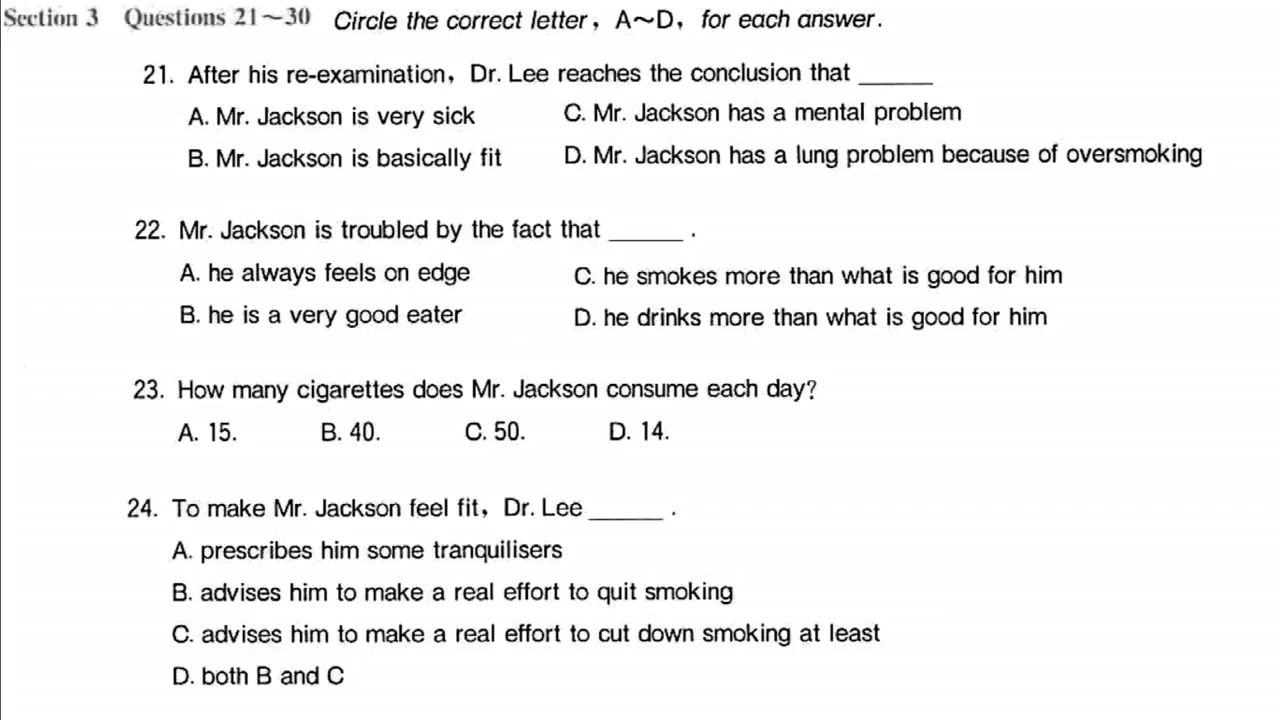 Section 3 Questions 21~30 Circle the correct letter, A~D, for each answer.
21. After his re-examination, Dr. Lee reaches the conclusion that ______
A. Mr. Jackson is very sick C. Mr. Jackson has a mental problem
B. Mr. Jackson is basically fit D. Mr. Jackson has a lung problem because of oversmoking
22. Mr. Jackson is troubled by the fact that ______ .
A. he always feels on edge C. he smokes more than what is good for him
B. he is a very good eater D. he drinks more than what is good for him
23. How many cigarettes does Mr. Jackson consume each day?
A. 15. B. 40. C. 50. D. 14.
24. To make Mr. Jackson feel fit, Dr. Lee ______ .
A. prescribes him some tranquilisers
B. advises him to make a real effort to quit smoking
C. advises him to make a real effort to cut down smoking at least
D. both B and C